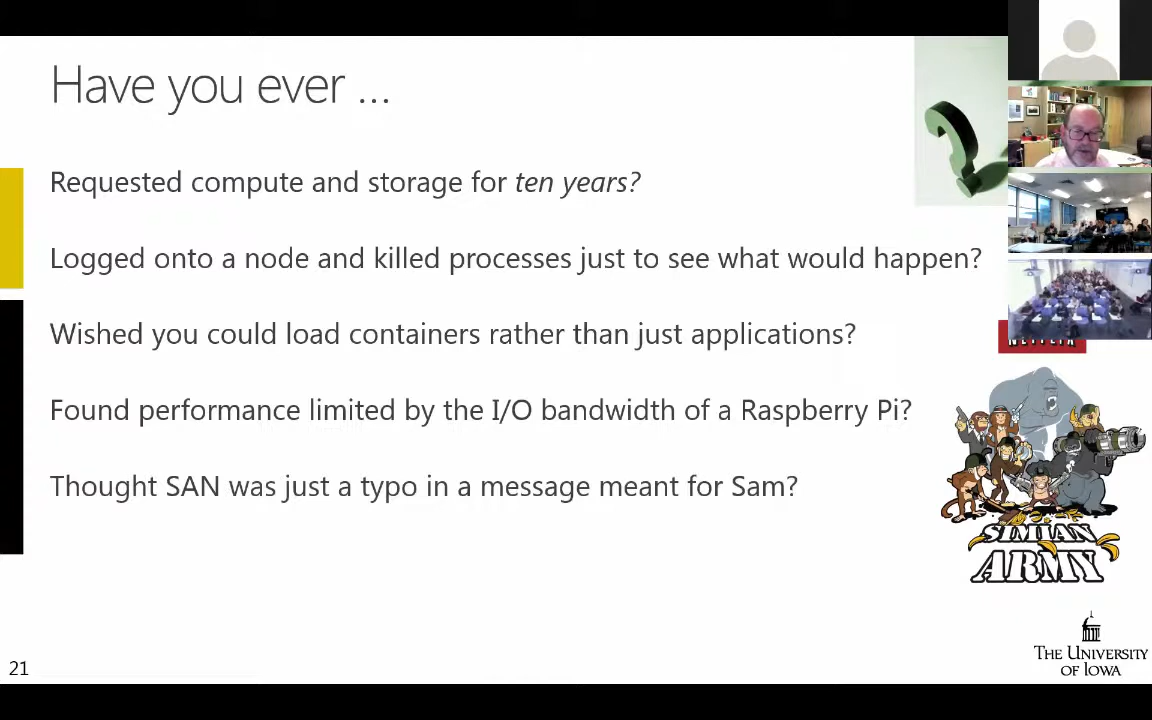 Have you ever ...
Requested compute and storage for ten years?
Logged onto a node and killed processes just to see what would happen?
Wished you could load containers rather than just applications?
Found performance limited by the I/O bandwidth of a Raspberry Pi?
Thought SAN was just a typo in a message meant for Sam?
NETFLIX
SIMIAN
ARMY
THE UNIVERSITY
OF IOWA
21